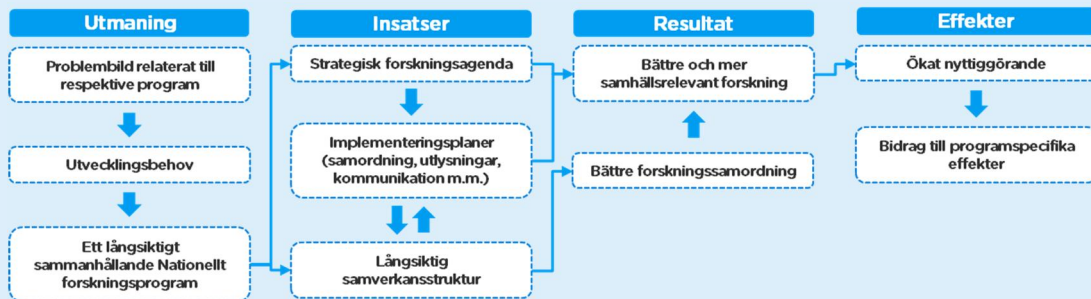 Utmaning
Problembild relaterat till
respektive program
Utvecklingsbehov
Ett långsiktigt
sammanhållande Nationellt
forskningsprogram
Insatser
Strategisk forskningsagenda
Implementeringsplaner
(samordning, utlysningar,
kommunikation m.m.)
Långsiktig
samverkansstruktur
Resultat
Bättre och mer
samhällsrelevant forskning
Bättre forskningssamordning
Effekter
Ökat nyttiggörande
Bidrag till programspecifika
effekter